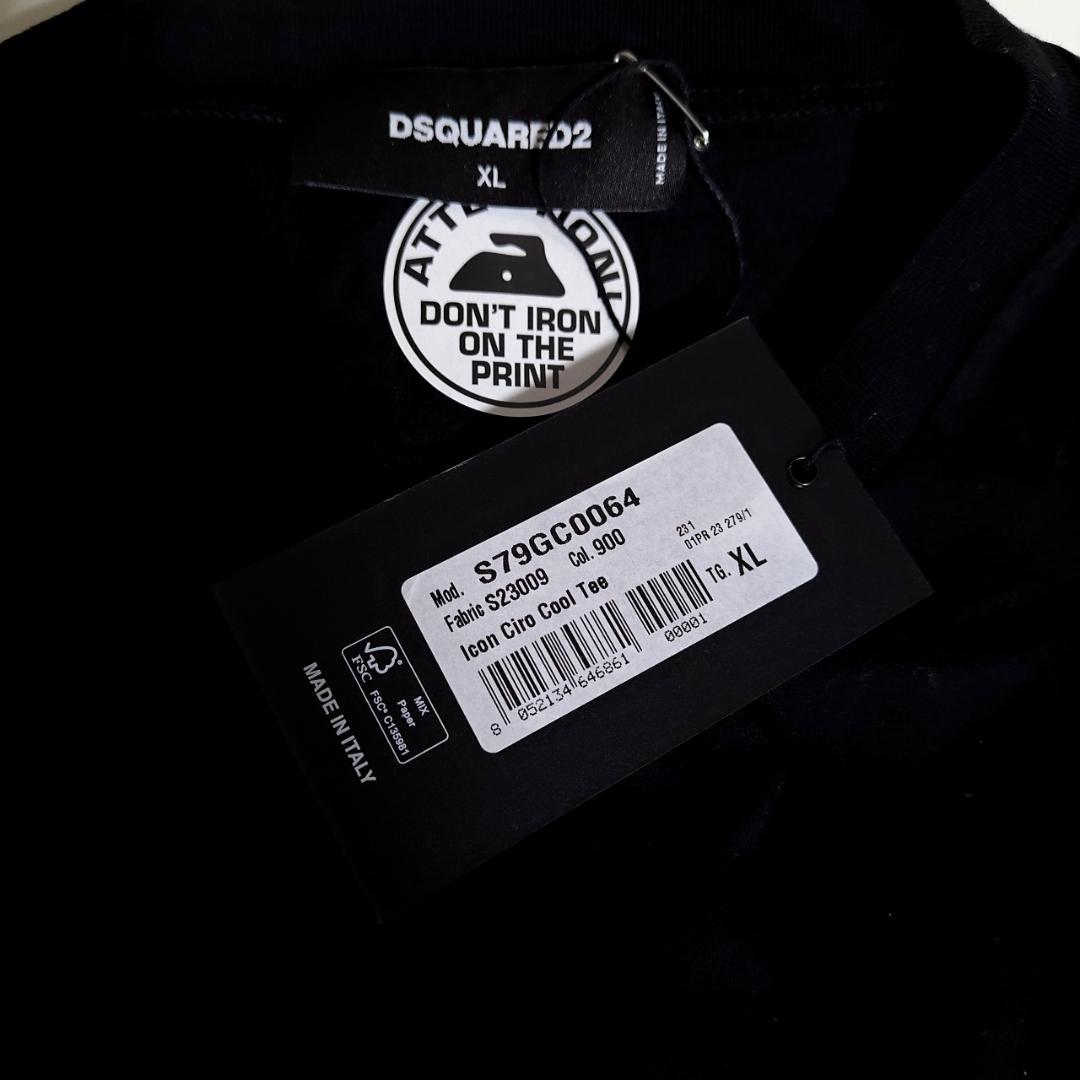 DSQUARED2
XL
MADE IN ITALY
ATTENTION!
DON'T IRON
ON THE
PRINT
Mod. S79GC0064
Fabric S23009 Col. 900
231
01PR 23 279/1
Icon Ciro Cool Tee
TG. XL
8 052134 646861
00001
FSC
MIX
Paper
FSC® C135981
MADE IN ITALY